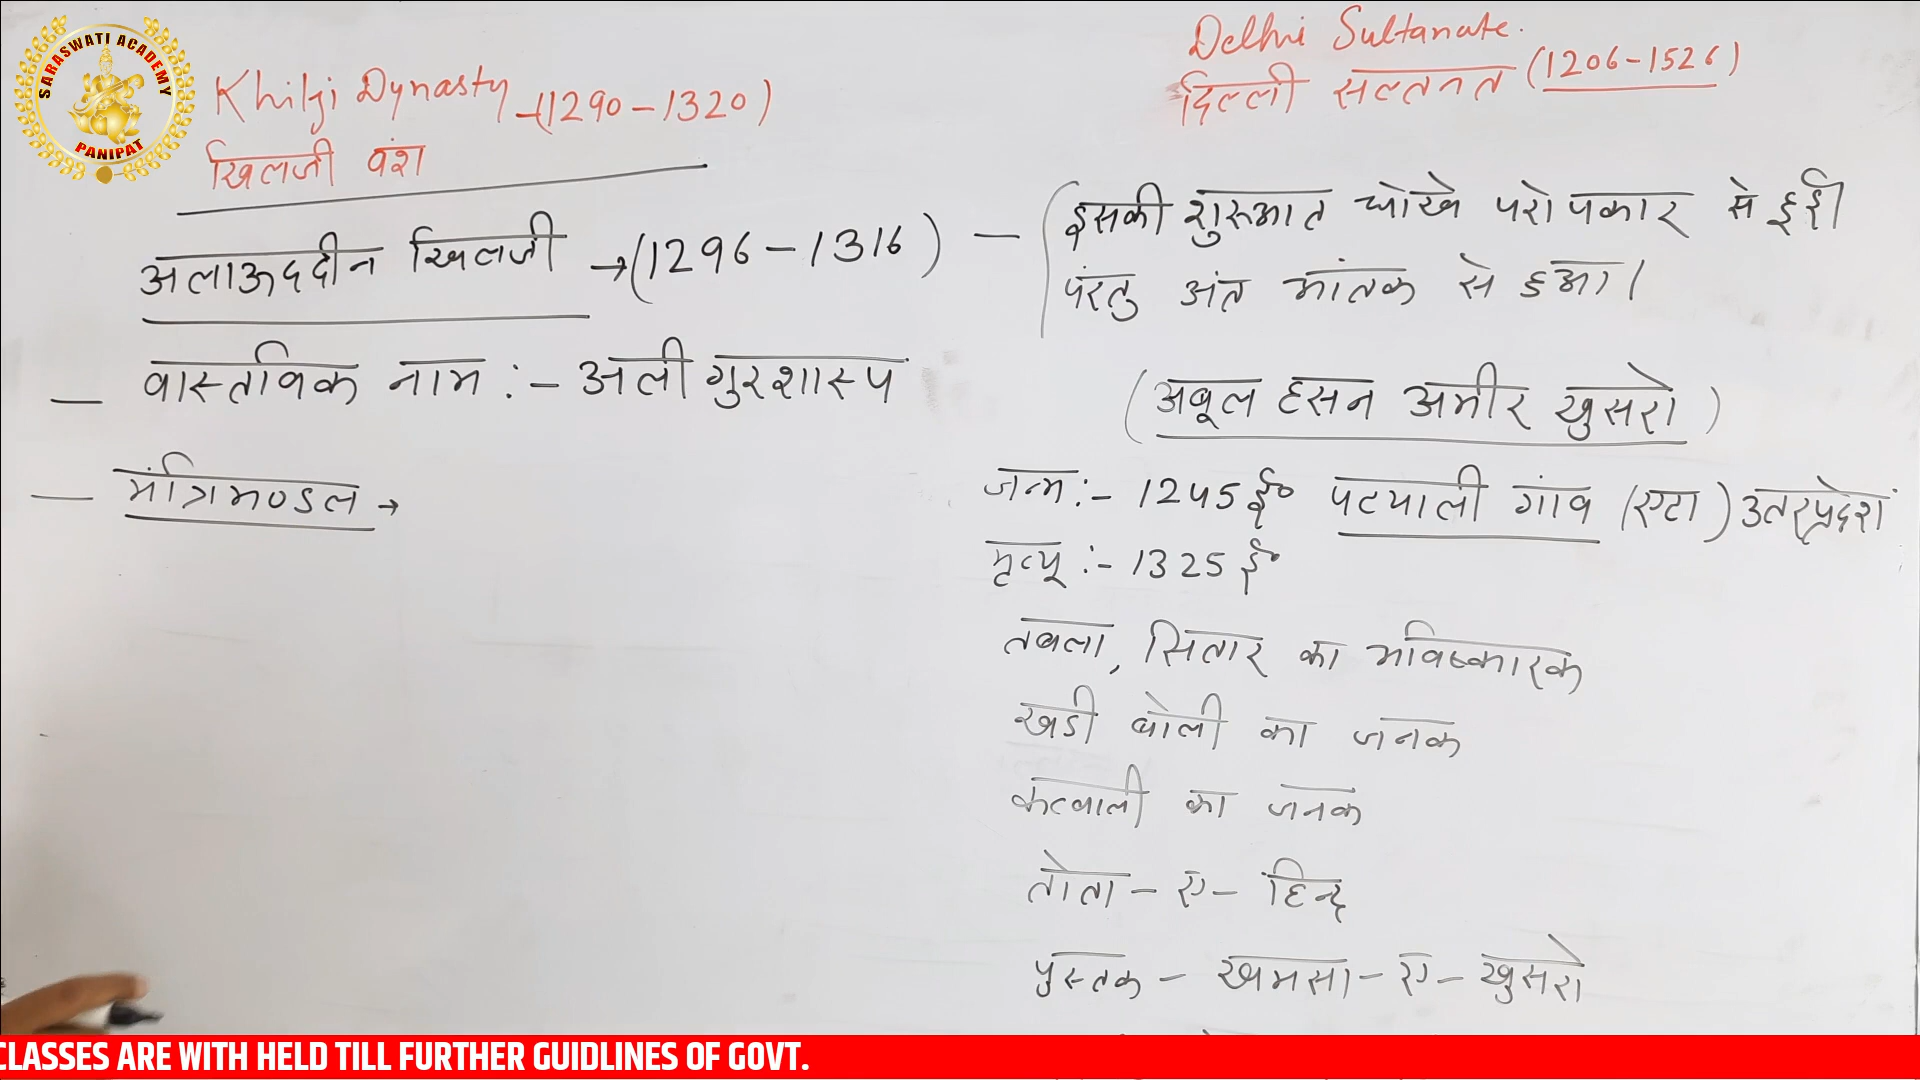 SARASWATI ACADEMY
PANIPAT
Khilji Dynasty -(1290-1320)
खिलजी वंश
Delhi Sultanate.
दिल्ली सल्तनत (1206-1526)
अलाऊददीन खिलजी → (1296-1316) -
इसकी शुरूआत चोखे परोपकार से हुई
परंतु अंत आंतक से हुआ।
- वास्तविक नाम :- अली गुरशास्प
- मंत्रिमण्डल →
(अबूल हसन अमीर खुसरो)
जन्म :- 1245 ई० पटयाली गांव (एटा) उतरप्रदेश
मृत्यू :- 1325 ई०
तबला, सितार का आविष्कारक
खडी बोली का जनक
कव्वाली का जनक
तोता - ए - हिन्द
पुस्तक - खमसा - ए - खुसरो
CLASSES ARE WITH HELD TILL FURTHER GUIDLINES OF GOVT.